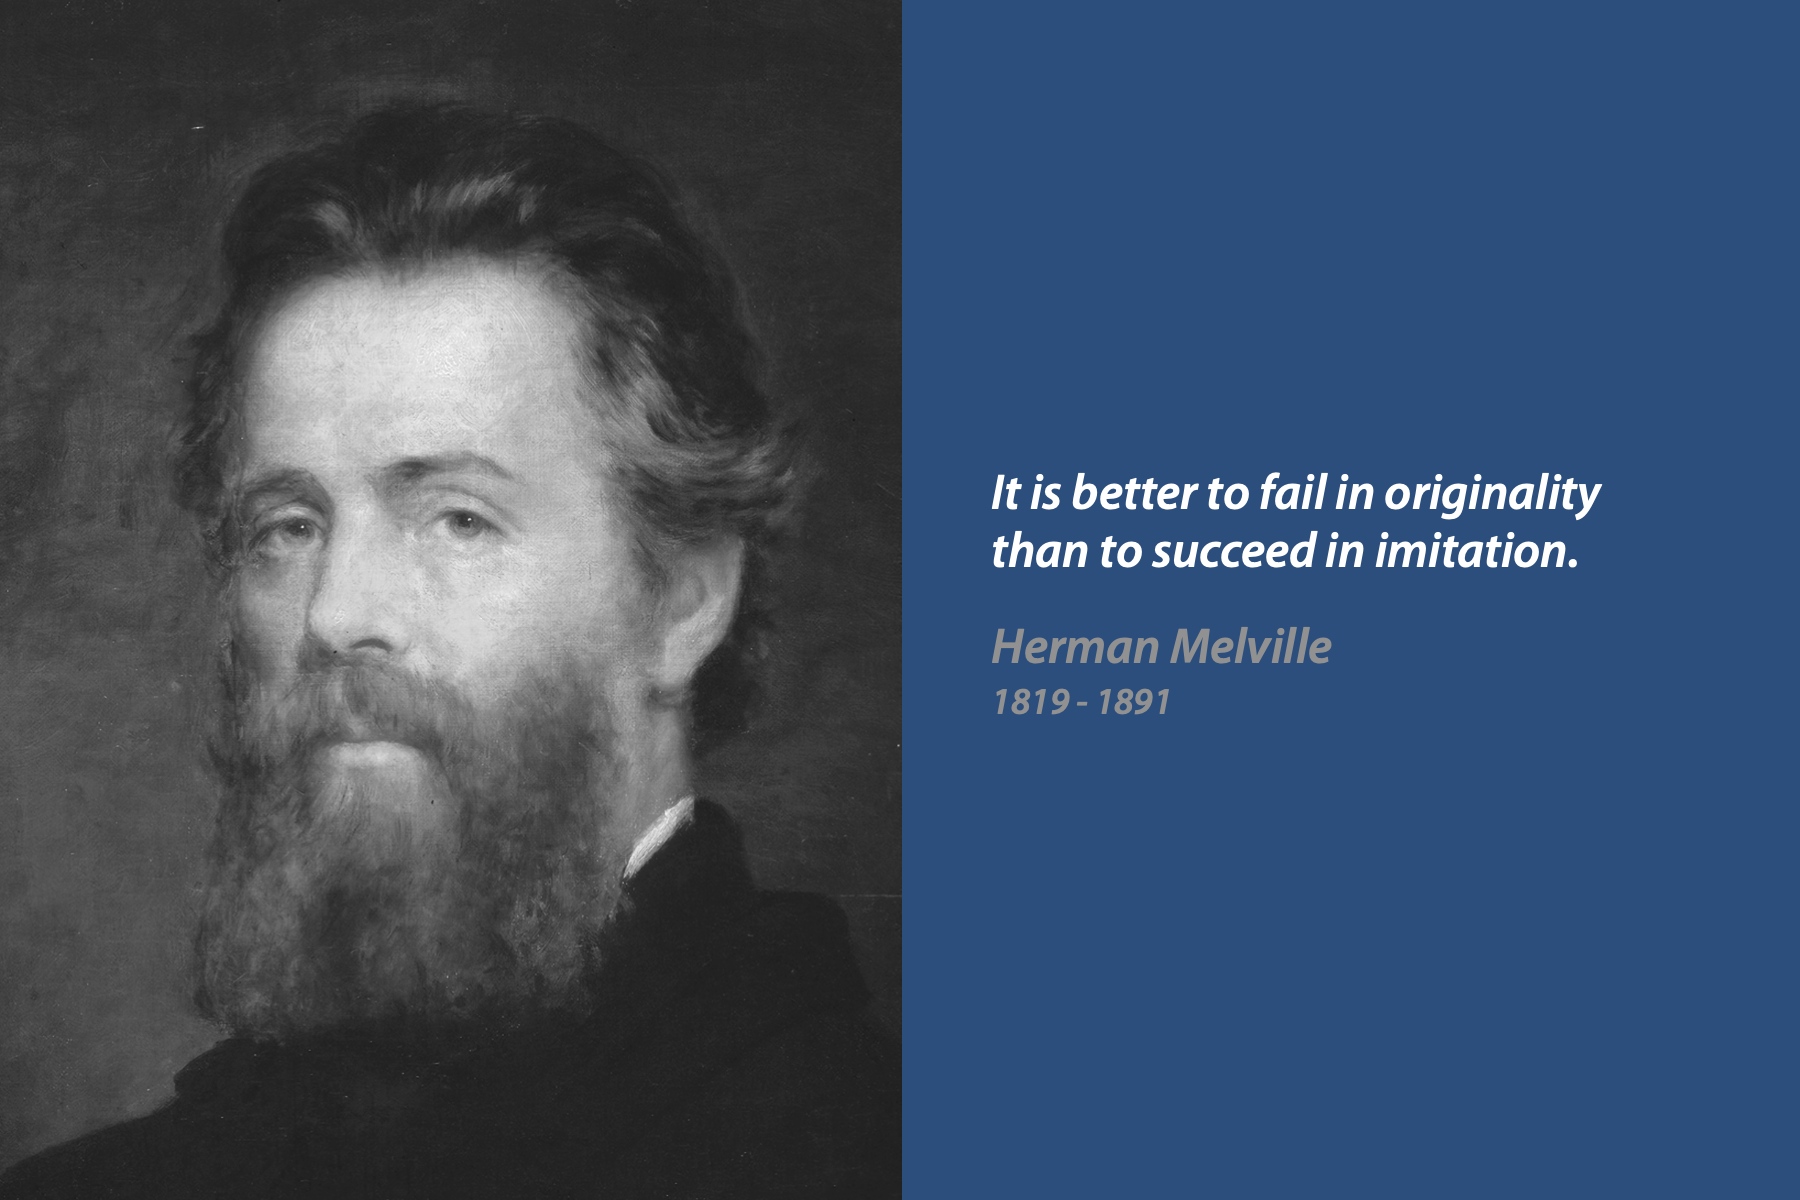 It is better to fail in originality
than to succeed in imitation.
Herman Melville
1819 - 1891